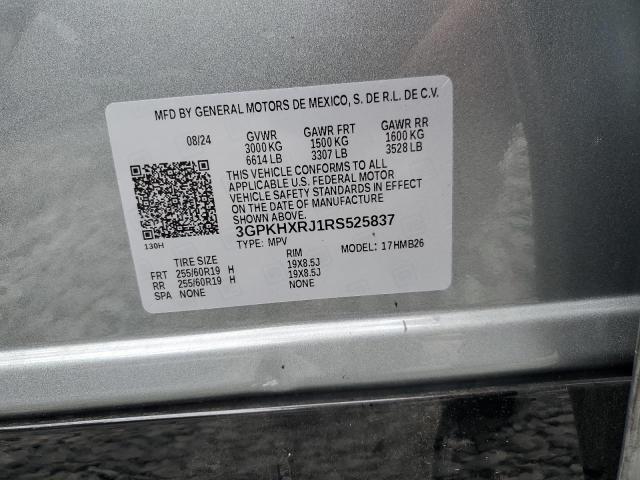 MFD BY GENERAL MOTORS DE MEXICO, S. DE R.L. DE C.V.
08/24 GVWR GAWR FRT GAWR RR
3000 KG 1500 KG 1600 KG
6614 LB 3307 LB 3528 LB
THIS VEHICLE CONFORMS TO ALL
APPLICABLE U.S. FEDERAL MOTOR
VEHICLE SAFETY STANDARDS IN EFFECT
ON THE DATE OF MANUFACTURE
SHOWN ABOVE.
3GPKHXRJ1RS525837
130H TYPE: MPV MODEL: 17HMB26
TIRE SIZE RIM
FRT 255/60R19 H 19X8.5J
RR 255/60R19 H 19X8.5J
SPA NONE NONE